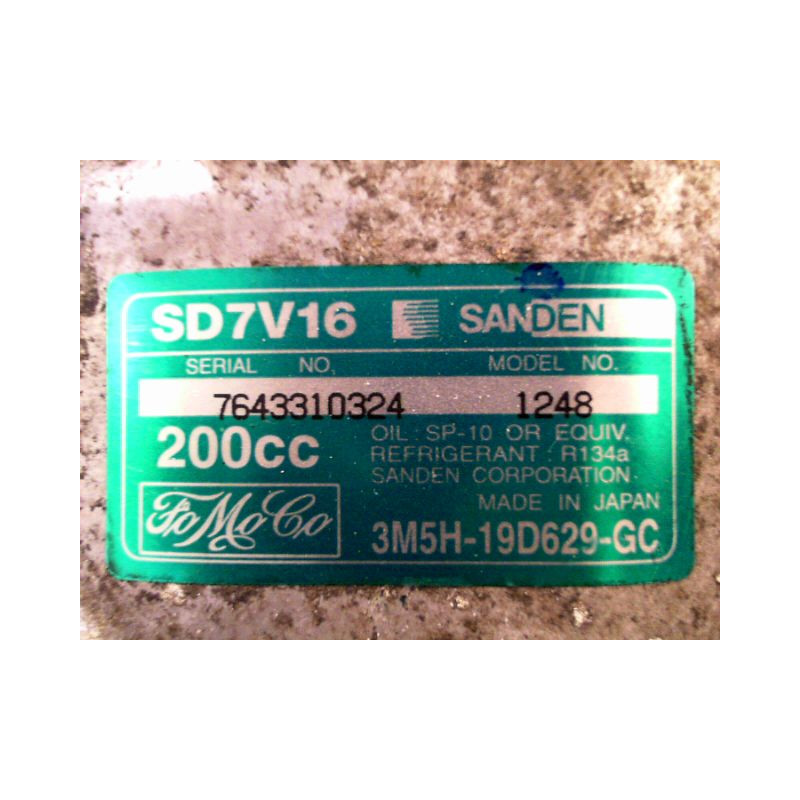 SD7V16 SANDEN
SERIAL NO. MODEL NO.
7643310324 1248
200cc
OIL : SP-10 OR EQUIV.
REFRIGERANT : R134a
SANDEN CORPORATION
MADE IN JAPAN
FoMoCo
3M5H-19D629-GC